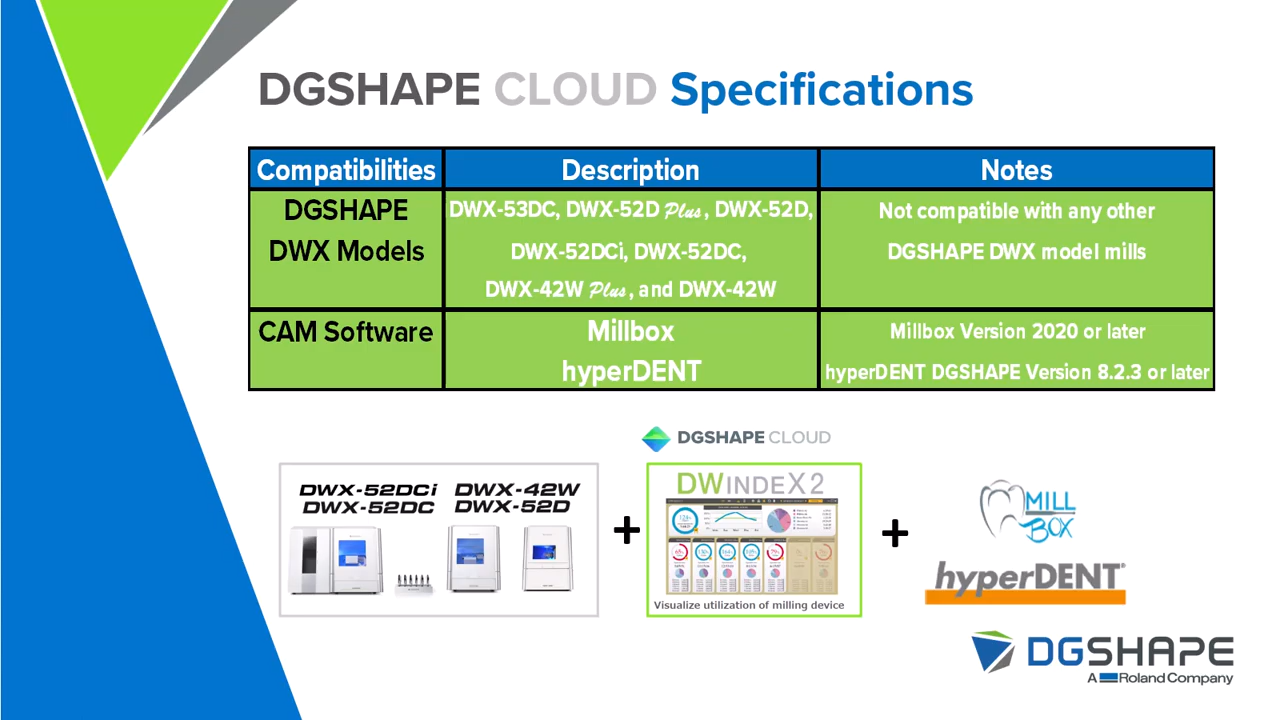 DGSHAPE CLOUD Specifications
Compatibilities Description Notes
DGSHAPE DWX-53DC, DWX-52D Plus, DWX-52D, Not compatible with any other
DWX Models DWX-52DCi, DWX-52DC, DGSHAPE DWX model mills
DWX-42W Plus, and DWX-42W
CAM Software Millbox Millbox Version 2020 or later
hyperDENT hyperDENT DGSHAPE Version 8.2.3 or later
DGSHAPE CLOUD
DWX-52DCi DWX-42W
DWX-52DC DWX-52D
+
DWINDEX2
Visualize utilization of milling device
+
MILL
BOX
hyperDENT®
DGSHAPE
A Roland Company